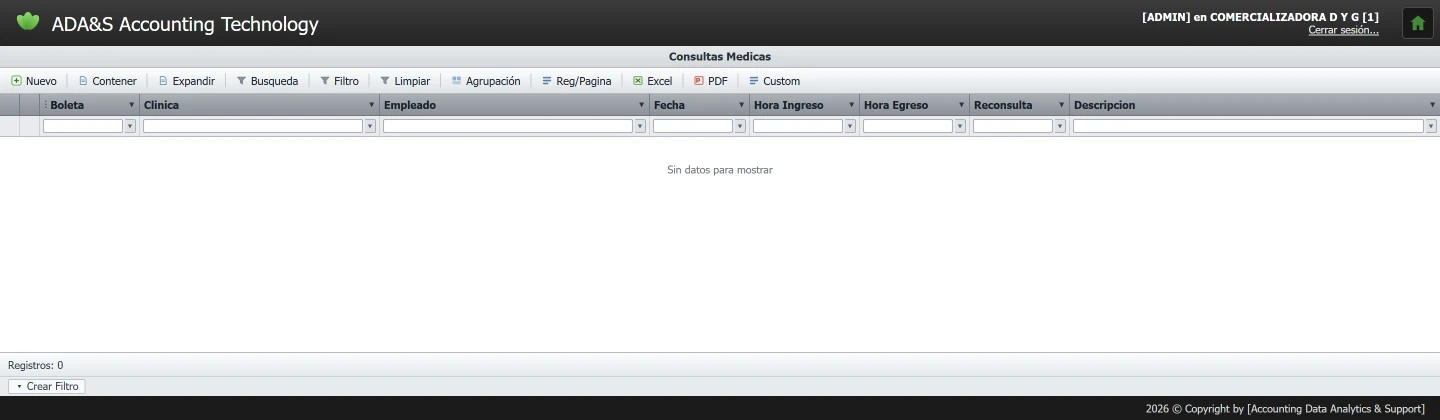 ADA&S Accounting Technology
[ADMIN] en COMERCIALIZADORA D Y G [1]
Cerrar sesión...
Consultas Medicas
Nuevo Contener Expandir Busqueda Filtro Limpiar Agrupación Reg/Pagina Excel PDF Custom
Boleta Clinica Empleado Fecha Hora Ingreso Hora Egreso Reconsulta Descripcion
Sin datos para mostrar
Registros: 0
Crear Filtro
2026 © Copyright by [Accounting Data Analytics & Support]